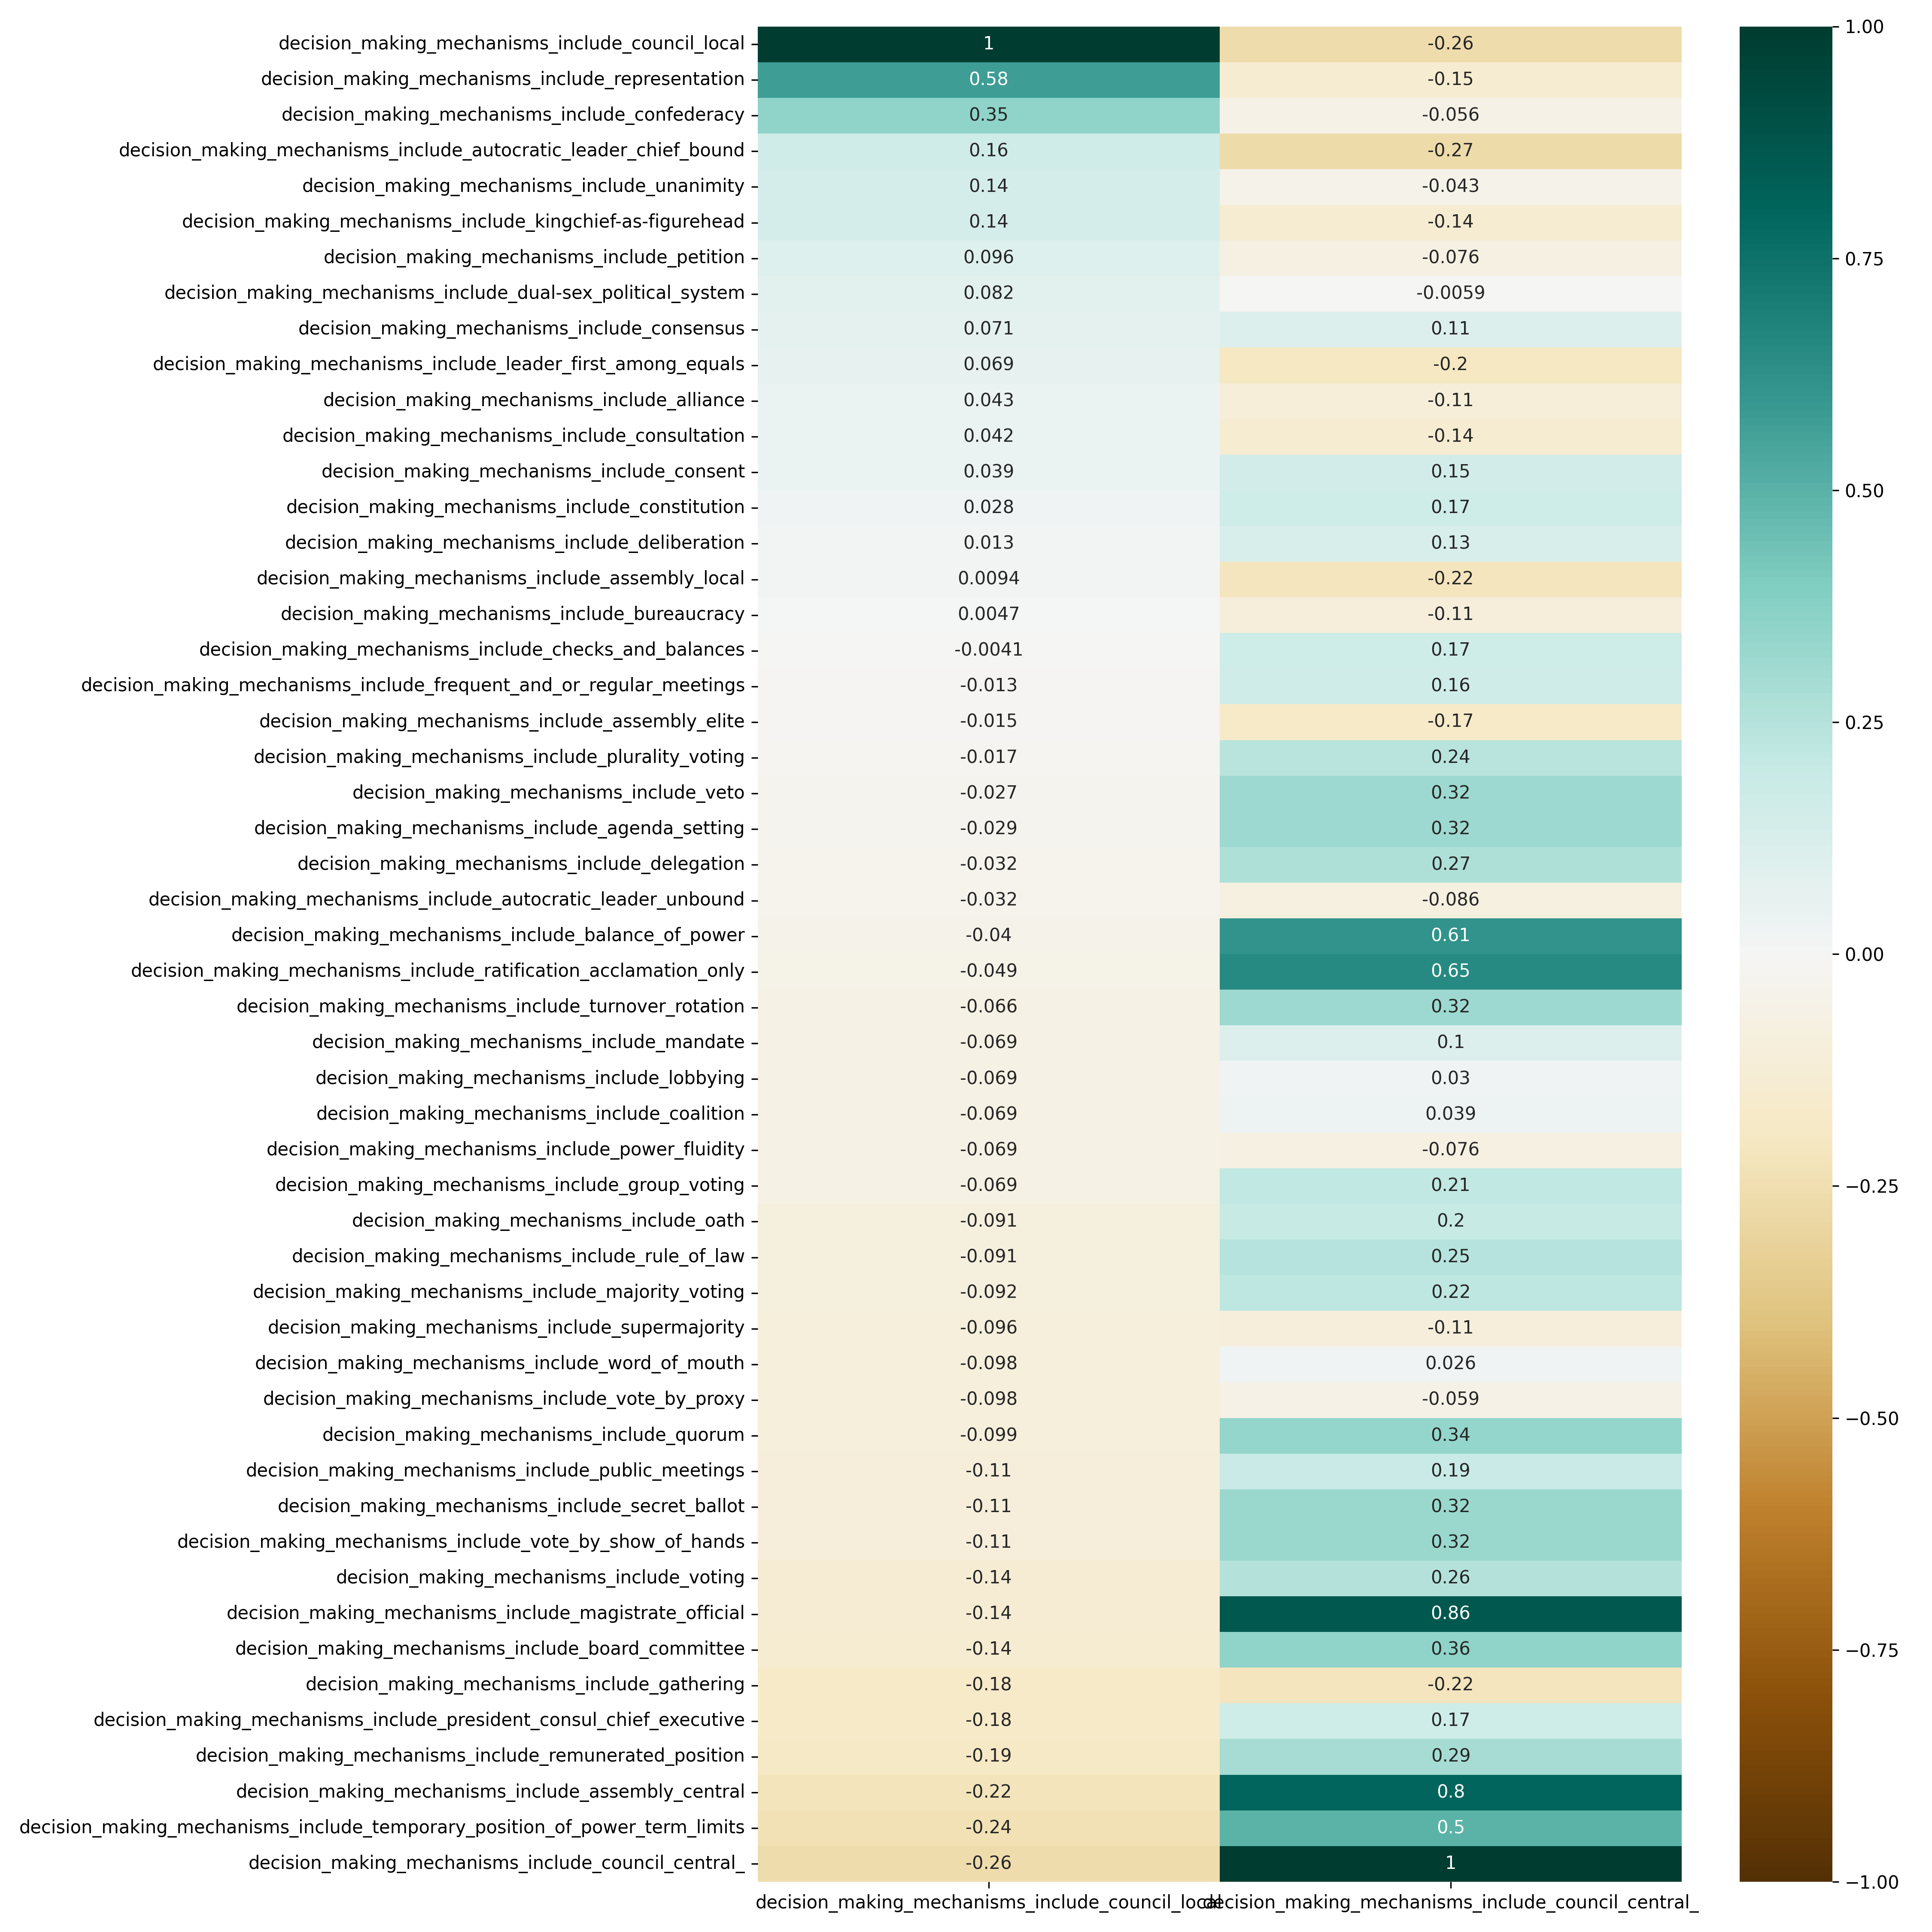 decision_making_mechanisms_include_council_local 1 -0.26
decision_making_mechanisms_include_representation 0.58 -0.15
decision_making_mechanisms_include_confederacy 0.35 -0.056
decision_making_mechanisms_include_autocratic_leader_chief_bound 0.16 -0.27
decision_making_mechanisms_include_unanimity 0.14 -0.043
decision_making_mechanisms_include_kingchief-as-figurehead 0.14 -0.14
decision_making_mechanisms_include_petition 0.096 -0.076
decision_making_mechanisms_include_dual-sex_political_system 0.082 -0.0059
decision_making_mechanisms_include_consensus 0.071 0.11
decision_making_mechanisms_include_leader_first_among_equals 0.069 -0.2
decision_making_mechanisms_include_alliance 0.043 -0.11
decision_making_mechanisms_include_consultation 0.042 -0.14
decision_making_mechanisms_include_consent 0.039 0.15
decision_making_mechanisms_include_constitution 0.028 0.17
decision_making_mechanisms_include_deliberation 0.013 0.13
decision_making_mechanisms_include_assembly_local 0.0094 -0.22
decision_making_mechanisms_include_bureaucracy 0.0047 -0.11
decision_making_mechanisms_include_checks_and_balances -0.0041 0.17
decision_making_mechanisms_include_frequent_and_or_regular_meetings -0.013 0.16
decision_making_mechanisms_include_assembly_elite -0.015 -0.17
decision_making_mechanisms_include_plurality_voting -0.017 0.24
decision_making_mechanisms_include_veto -0.027 0.32
decision_making_mechanisms_include_agenda_setting -0.029 0.32
decision_making_mechanisms_include_delegation -0.032 0.27
decision_making_mechanisms_include_autocratic_leader_unbound -0.032 -0.086
decision_making_mechanisms_include_balance_of_power -0.04 0.61
decision_making_mechanisms_include_ratification_acclamation_only -0.049 0.65
decision_making_mechanisms_include_turnover_rotation -0.066 0.32
decision_making_mechanisms_include_mandate -0.069 0.1
decision_making_mechanisms_include_lobbying -0.069 0.03
decision_making_mechanisms_include_coalition -0.069 0.039
decision_making_mechanisms_include_power_fluidity -0.069 -0.076
decision_making_mechanisms_include_group_voting -0.069 0.21
decision_making_mechanisms_include_oath -0.091 0.2
decision_making_mechanisms_include_rule_of_law -0.091 0.25
decision_making_mechanisms_include_majority_voting -0.092 0.22
decision_making_mechanisms_include_supermajority -0.096 -0.11
decision_making_mechanisms_include_word_of_mouth -0.098 0.026
decision_making_mechanisms_include_vote_by_proxy -0.098 -0.059
decision_making_mechanisms_include_quorum -0.099 0.34
decision_making_mechanisms_include_public_meetings -0.11 0.19
decision_making_mechanisms_include_secret_ballot -0.11 0.32
decision_making_mechanisms_include_vote_by_show_of_hands -0.11 0.32
decision_making_mechanisms_include_voting -0.14 0.26
decision_making_mechanisms_include_magistrate_official -0.14 0.86
decision_making_mechanisms_include_board_committee -0.14 0.36
decision_making_mechanisms_include_gathering -0.18 -0.22
decision_making_mechanisms_include_president_consul_chief_executive -0.18 0.17
decision_making_mechanisms_include_remunerated_position -0.19 0.29
decision_making_mechanisms_include_assembly_central -0.22 0.8
decision_making_mechanisms_include_temporary_position_of_power_term_limits -0.24 0.5
decision_making_mechanisms_include_council_central_ -0.26 1
decision_making_mechanisms_include_council_local
decision_making_mechanisms_include_council_central_
1.00
0.75
0.50
0.25
0.00
−0.25
−0.50
−0.75
−1.00